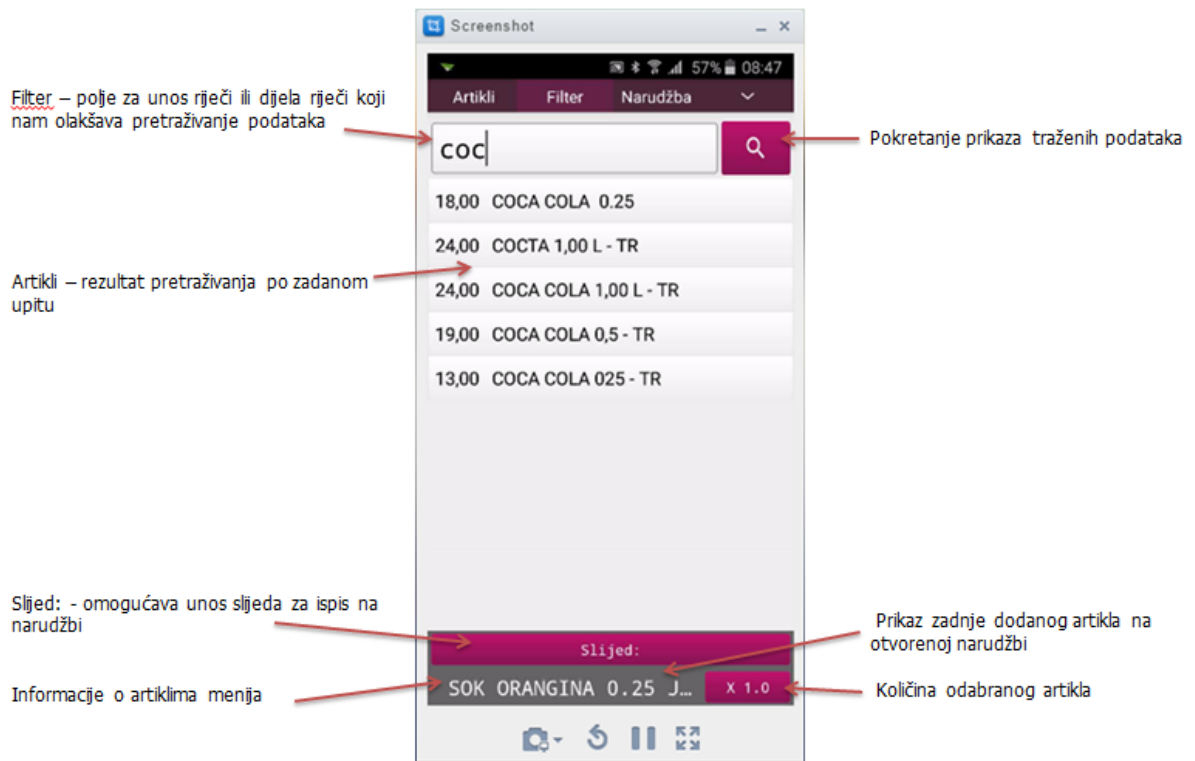 Screenshot
57% 08:47
Artikli Filter Narudžba
Filter – polje za unos riječi ili dijela riječi koji
nam olakšava pretraživanje podataka
coc
Pokretanje prikaza traženih podataka
18,00 COCA COLA 0.25
24,00 COCTA 1,00 L - TR
Artikli – rezultat pretraživanja po zadanom
upitu
24,00 COCA COLA 1,00 L - TR
19,00 COCA COLA 0,5 - TR
13,00 COCA COLA 025 - TR
Slijed: - omogućava unos slijeda za ispis na
narudžbi
Prikaz zadnje dodanog artikla na
otvorenoj narudžbi
Slijed:
Informacije o artiklima menija
SOK ORANGINA 0.25 J… X 1.0
Količina odabranog artikla